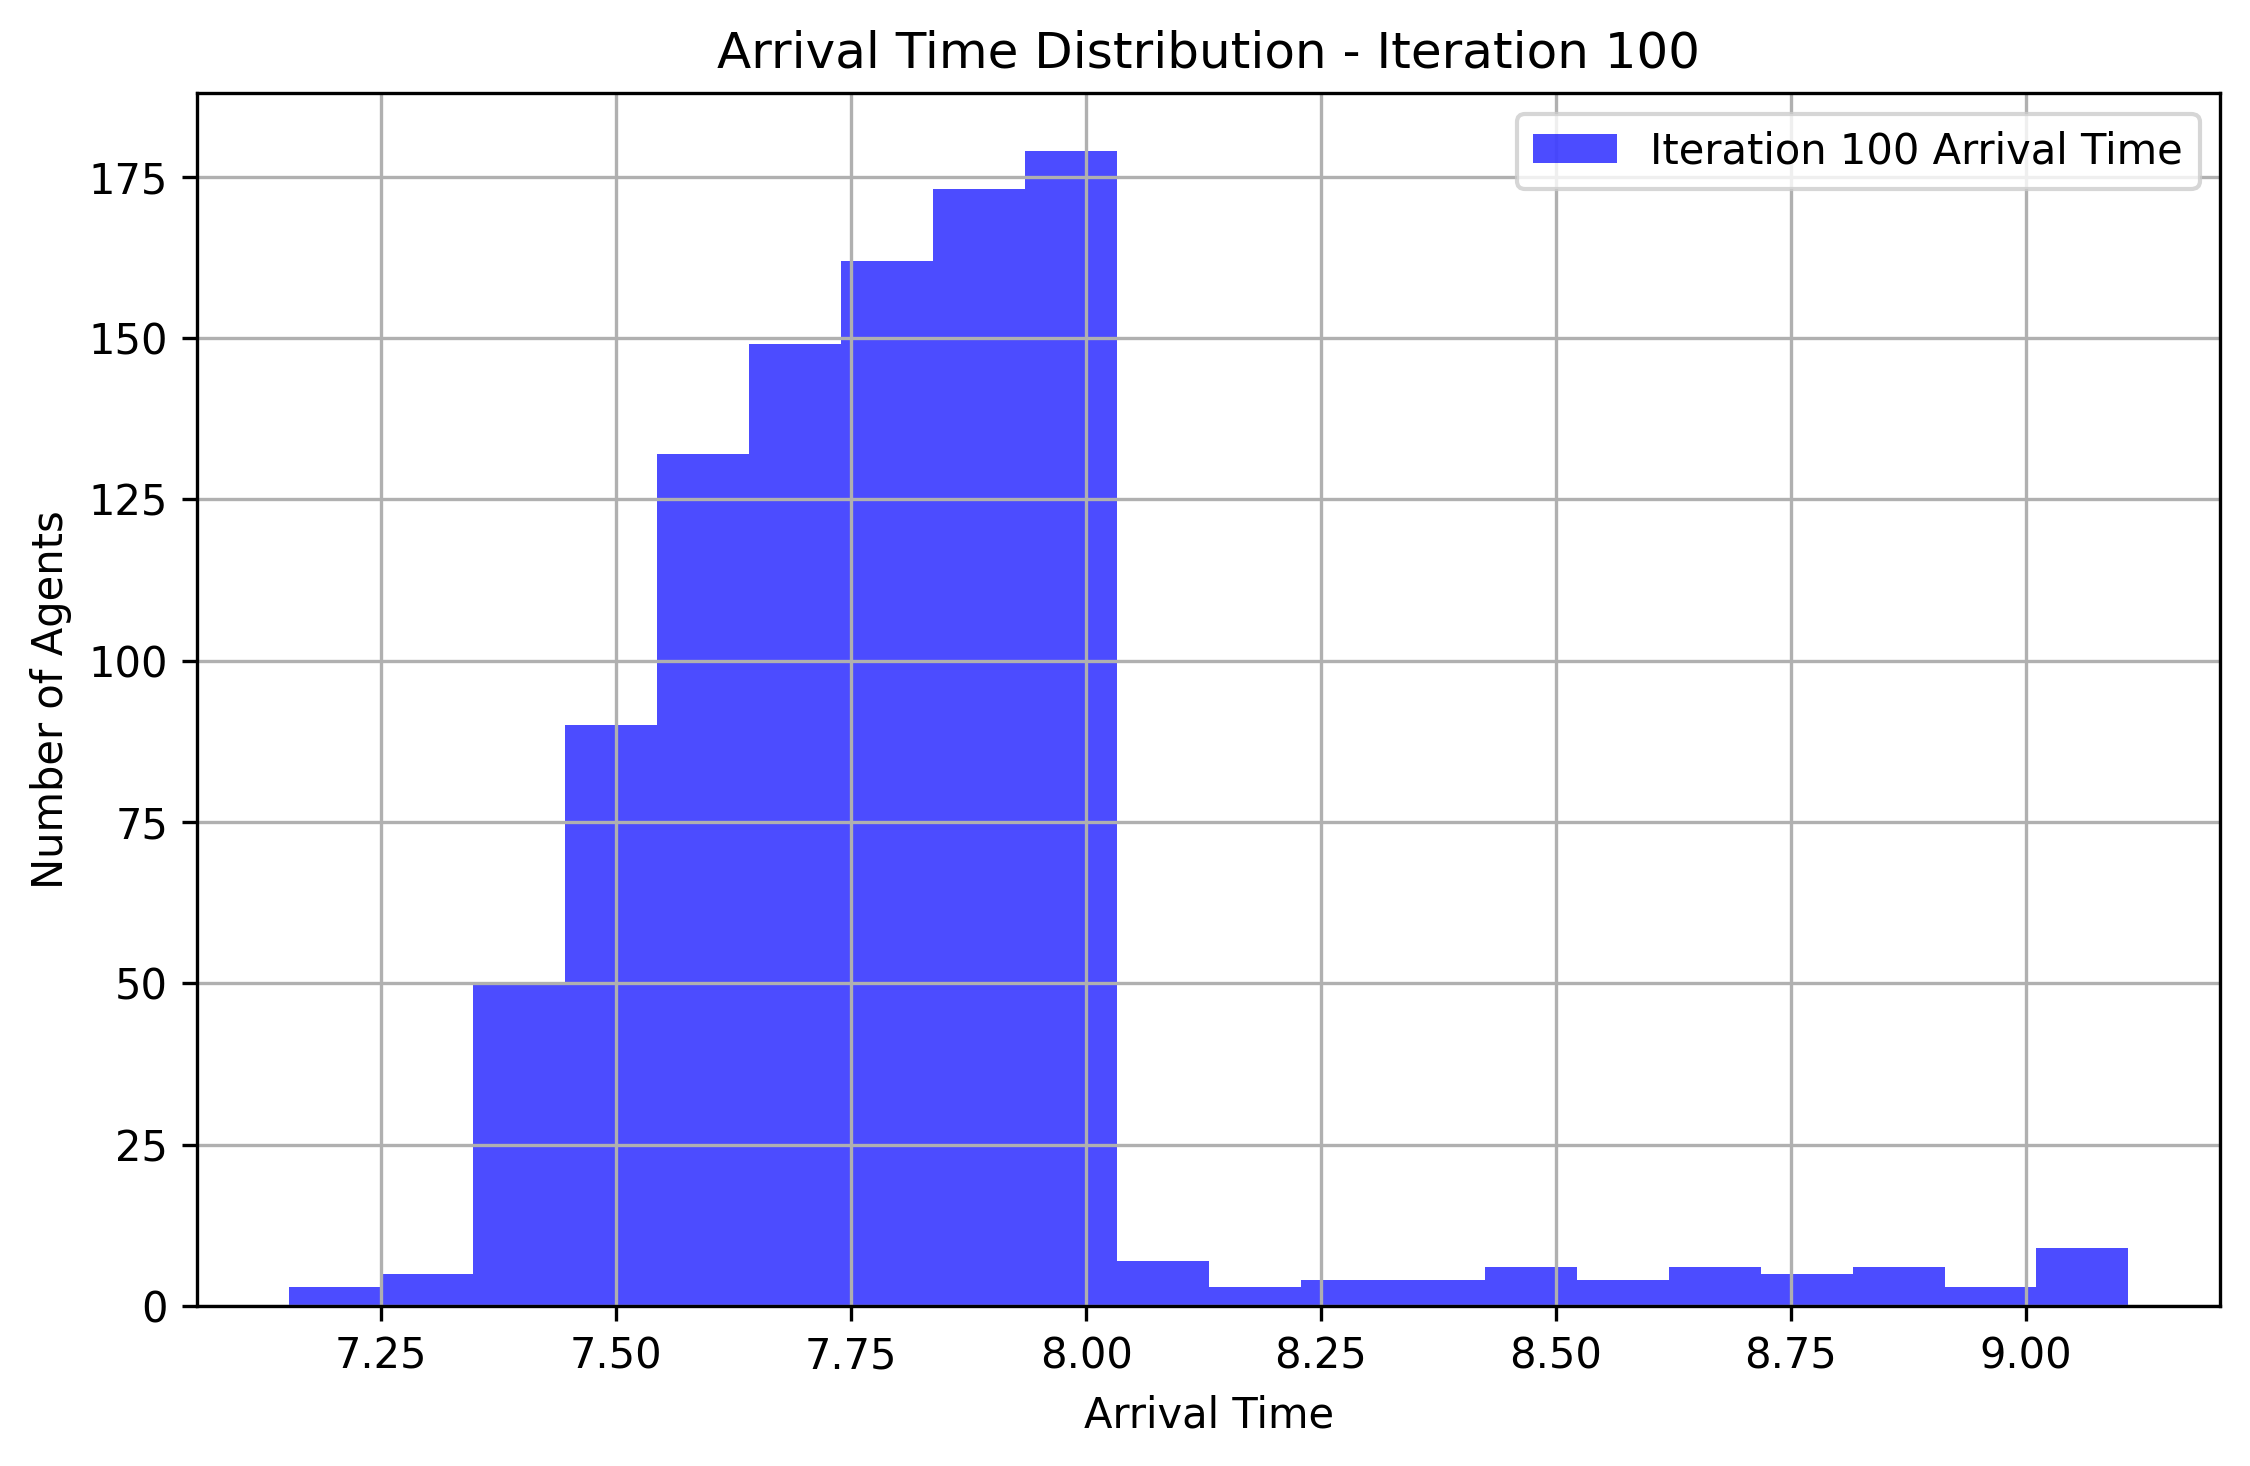 Arrival Time Distribution - Iteration 100
Iteration 100 Arrival Time
Number of Agents
175
150
125
100
75
50
25
0
7.25 7.50 7.75 8.00 8.25 8.50 8.75 9.00
Arrival Time